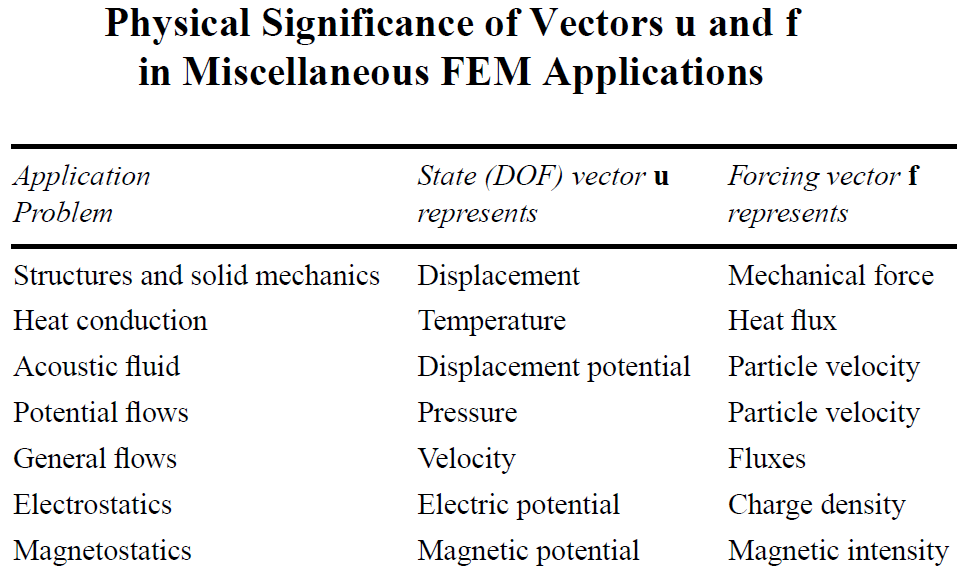 Physical Significance of Vectors u and f
in Miscellaneous FEM Applications
Application Problem State (DOF) vector u represents Forcing vector f represents
Structures and solid mechanics Displacement Mechanical force
Heat conduction Temperature Heat flux
Acoustic fluid Displacement potential Particle velocity
Potential flows Pressure Particle velocity
General flows Velocity Fluxes
Electrostatics Electric potential Charge density
Magnetostatics Magnetic potential Magnetic intensity